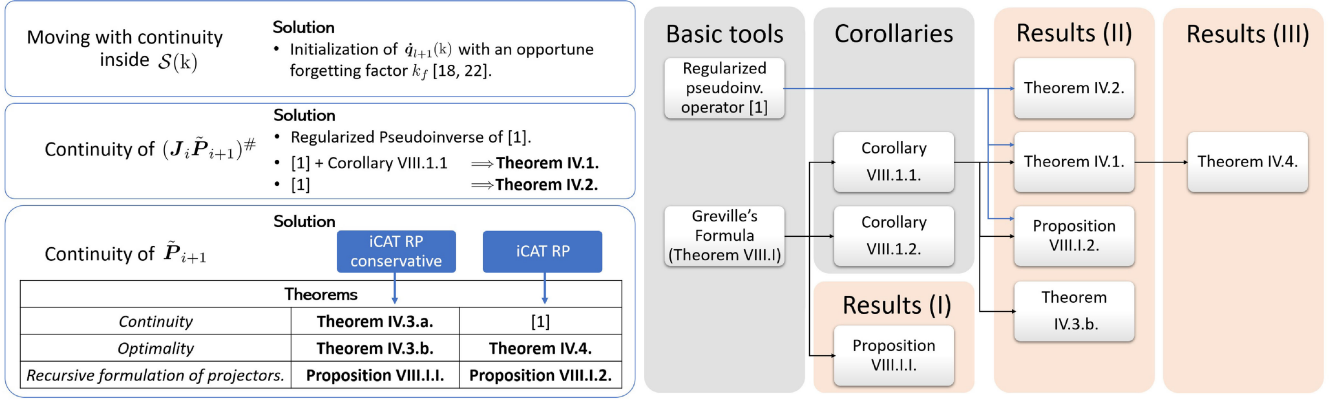 Moving with continuity
inside S(k)
Solution
• Initialization of q̇ₗ₊₁(k) with an opportune
forgetting factor k_f [18, 22].
Continuity of (J_i P̃_{i+1})^#
Solution
• Regularized Pseudoinverse of [1].
• [1] + Corollary VIII.1.1 ⟹Theorem IV.1.
• [1] ⟹Theorem IV.2.
Continuity of P̃_{i+1}
Solution
iCAT RP
conservative
iCAT RP
Theorems
Continuity Theorem IV.3.a. [1]
Optimality Theorem IV.3.b. Theorem IV.4.
Recursive formulation of projectors. Proposition VIII.I.I. Proposition VIII.I.2.
Basic tools
Regularized
pseudoinv.
operator [1]
Greville's
Formula
(Theorem VIII.I)
Corollaries
Corollary
VIII.1.1.
Corollary
VIII.1.2.
Results (I)
Proposition
VIII.I.I.
Results (II)
Theorem IV.2.
Theorem IV.1.
Proposition
VIII.I.2.
Theorem
IV.3.b.
Results (III)
Theorem IV.4.